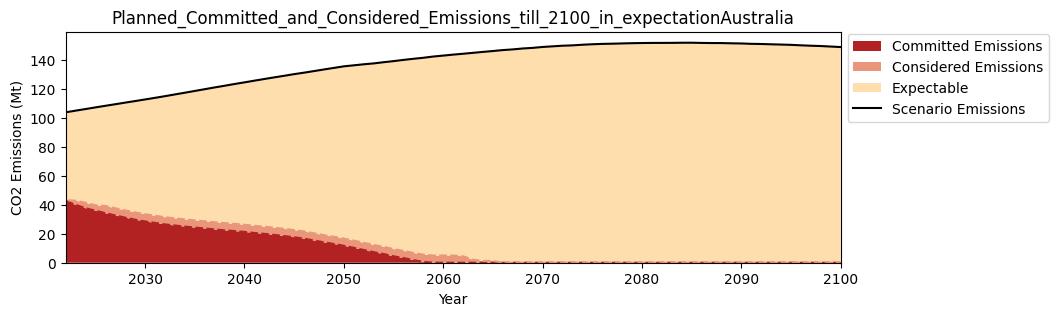 Planned_Committed_and_Considered_Emissions_till_2100_in_expectationAustralia
CO2 Emissions (Mt)
140
120
100
80
60
40
20
0
2030 2040 2050 2060 2070 2080 2090 2100
Year
Committed Emissions
Considered Emissions
Expectable
Scenario Emissions